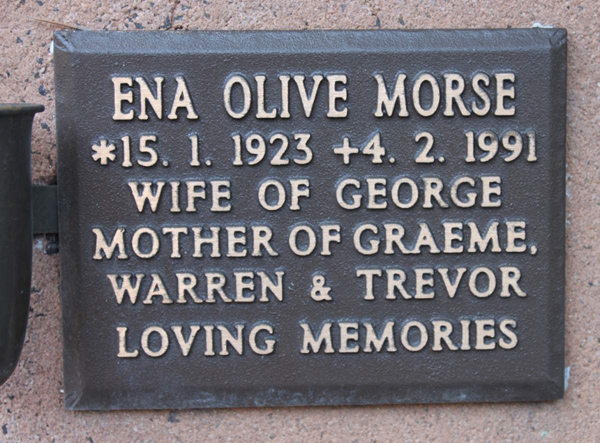 ENA OLIVE MORSE
*15. 1. 1923 +4. 2. 1991
WIFE OF GEORGE
MOTHER OF GRAEME,
WARREN & TREVOR
LOVING MEMORIES